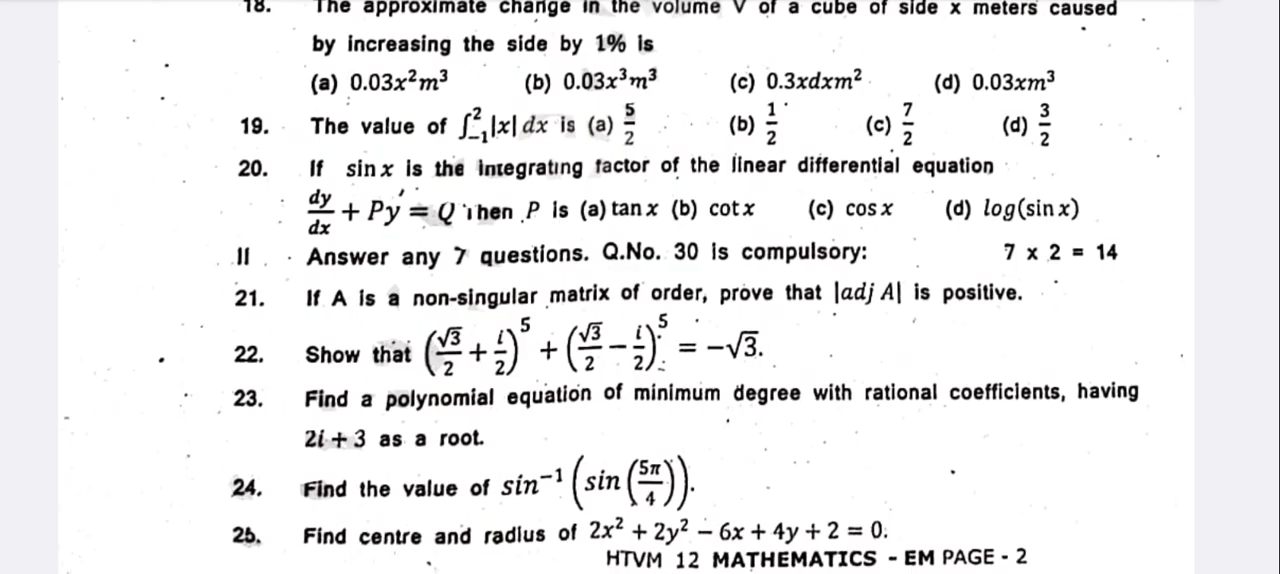 18. The approximate change in the volume V of a cube of side x meters caused
by increasing the side by 1% is
(a) 0.03x²m³ (b) 0.03x³m³ (c) 0.3xdxm² (d) 0.03xm³
19. The value of ∫₋₁²|x| dx is (a) 5/2 (b) 1/2 (c) 7/2 (d) 3/2
20. If sin x is the integrating factor of the linear differential equation
dy/dx + Py = Q Then P is (a) tan x (b) cot x (c) cos x (d) log(sin x)
II Answer any 7 questions. Q.No. 30 is compulsory: 7 x 2 = 14
21. If A is a non-singular matrix of order, prove that |adj A| is positive.
22. Show that (√3/2 + i/2)⁵ + (√3/2 − i/2)⁵ = −√3.
23. Find a polynomial equation of minimum degree with rational coefficients, having
2i + 3 as a root.
24. Find the value of sin⁻¹(sin(5π/4)).
25. Find centre and radius of 2x² + 2y² − 6x + 4y + 2 = 0.
HTVM 12 MATHEMATICS - EM PAGE - 2